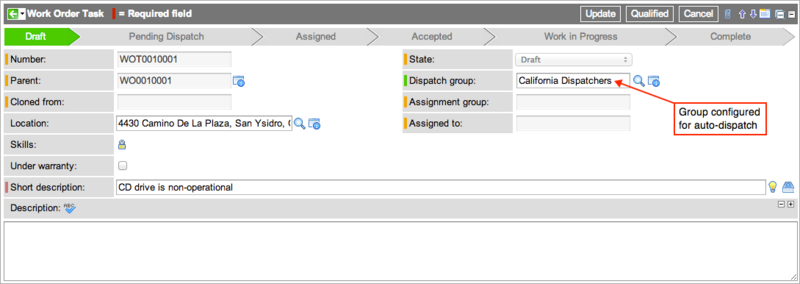 Work Order Task = Required field Update Qualified Cancel
Draft Pending Dispatch Assigned Accepted Work in Progress Complete
Number: WOT0010001 State: Draft
Parent: WO0010001 Dispatch group: California Dispatchers
Cloned from: Assignment group:
Location: 4430 Camino De La Plaza, San Ysidro, Assigned to:
Group configured
for auto-dispatch
Skills:
Under warranty:
Short description: CD drive is non-operational
Description: